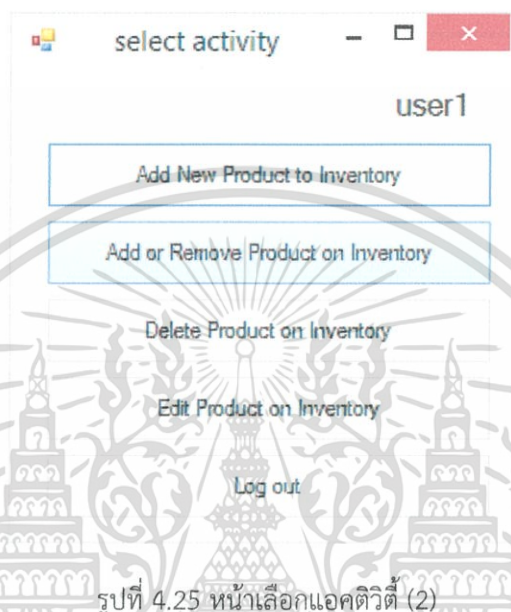 select activity
user1
Add New Product to Inventory
Add or Remove Product on Inventory
Delete Product on Inventory
Edit Product on Inventory
Log out
รูปที่ 4.25 หน้าเลือกแอคติวิตี้ (2)